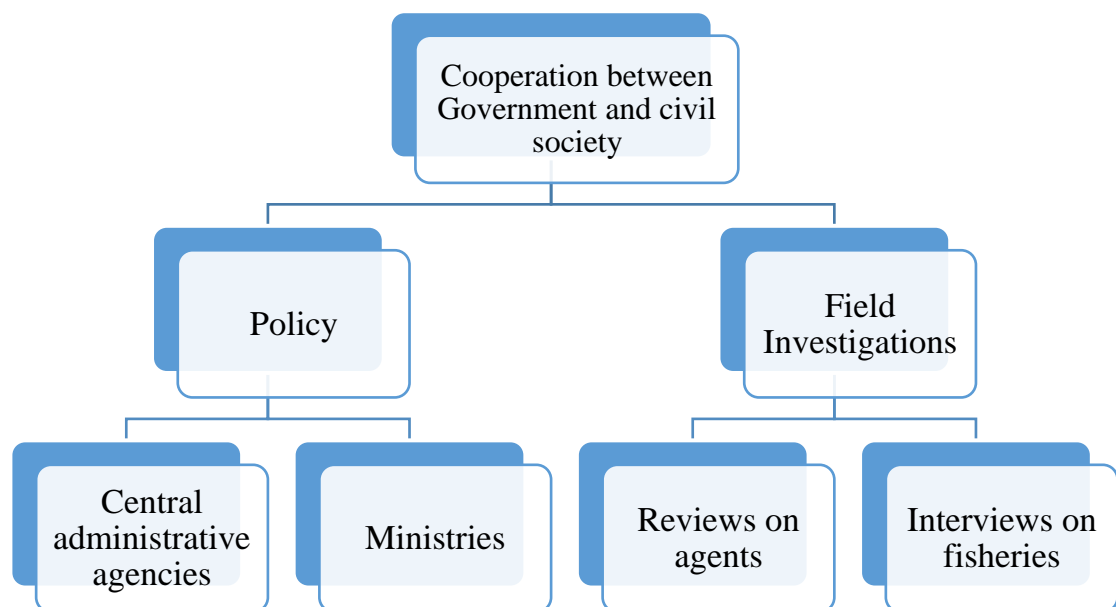 Cooperation between
Government and civil
society
Policy
Field
Investigations
Central
administrative
agencies
Ministries
Reviews on
agents
Interviews on
fisheries